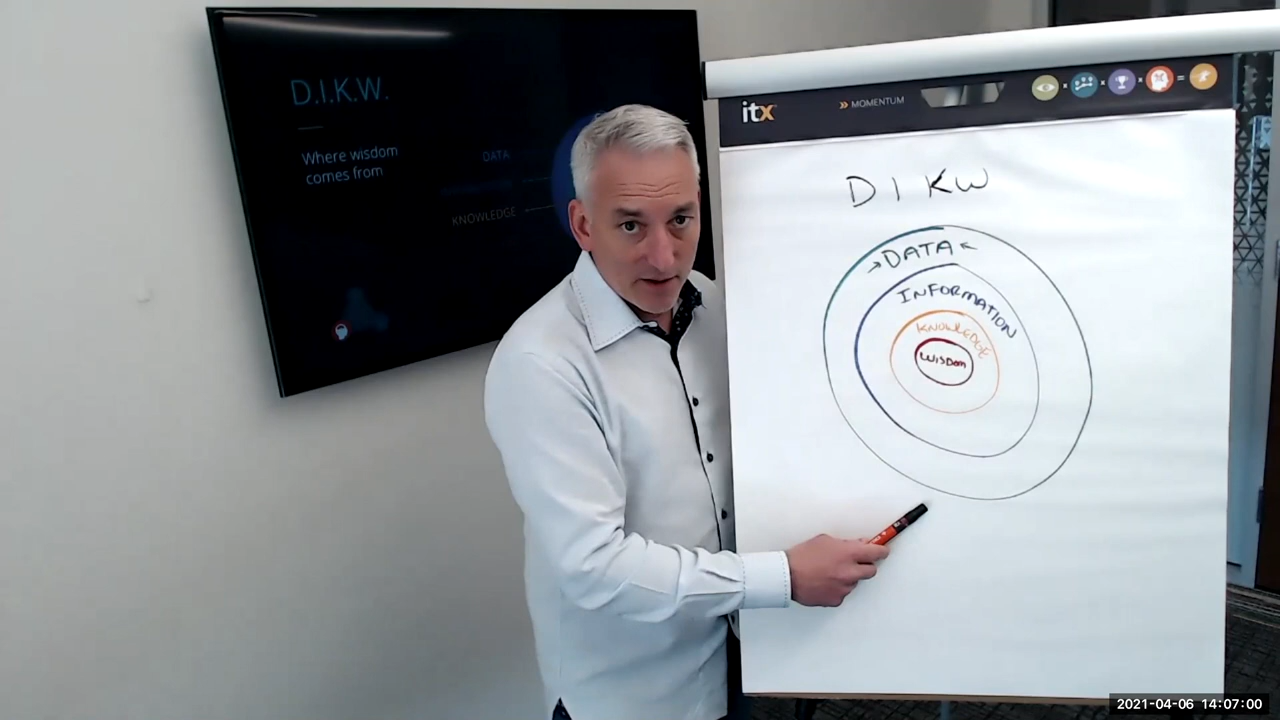 D.I.K.W.
Where wisdom
comes from
DATA
KNOWLEDGE
itx
» MOMENTUM
D I K W
→DATA←
INFORMATION
KNOWLEDGE
WISDOM
2021-04-06 14:07:00